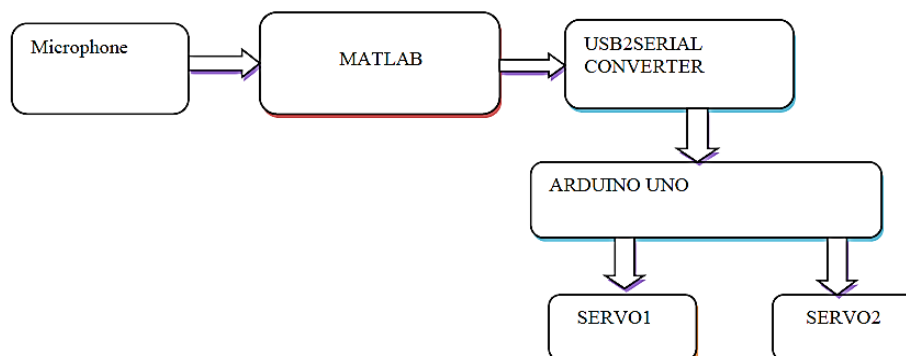 Microphone
MATLAB
USB2SERIAL
CONVERTER
ARDUINO UNO
SERVO1
SERVO2